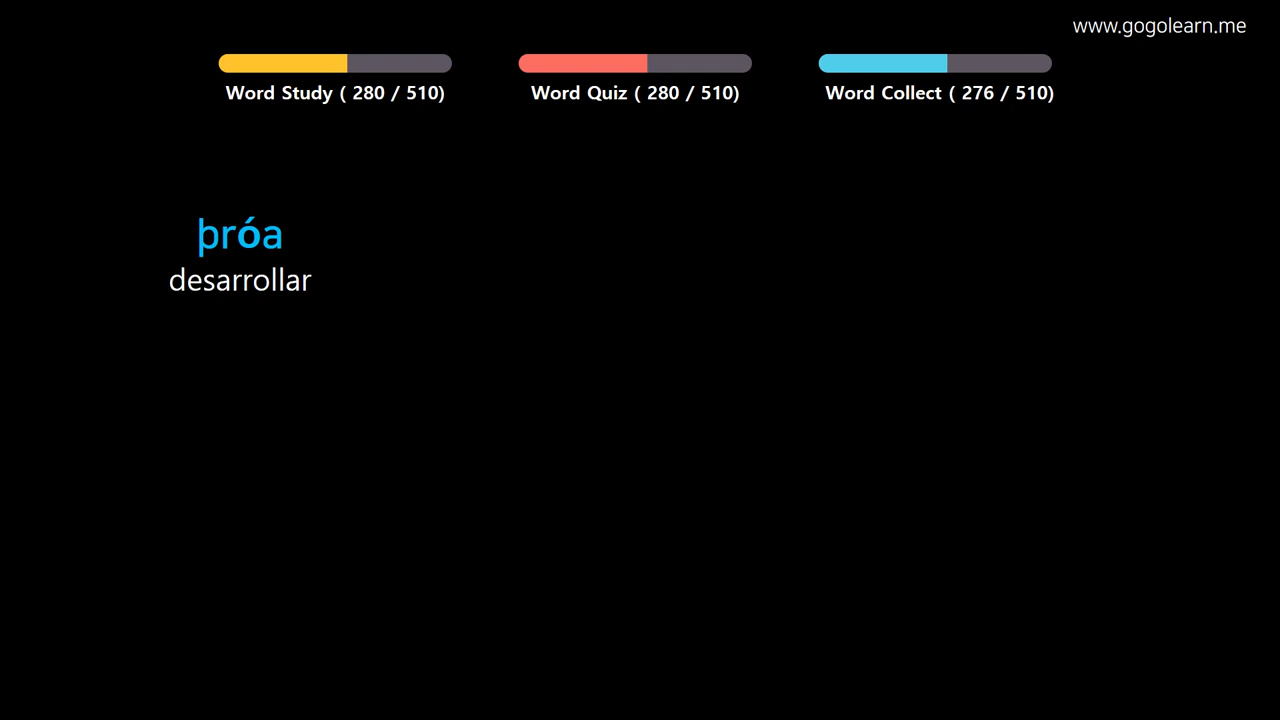 www.gogolearn.me
Word Study ( 280 / 510)
Word Quiz ( 280 / 510)
Word Collect ( 276 / 510)
þróa
desarrollar